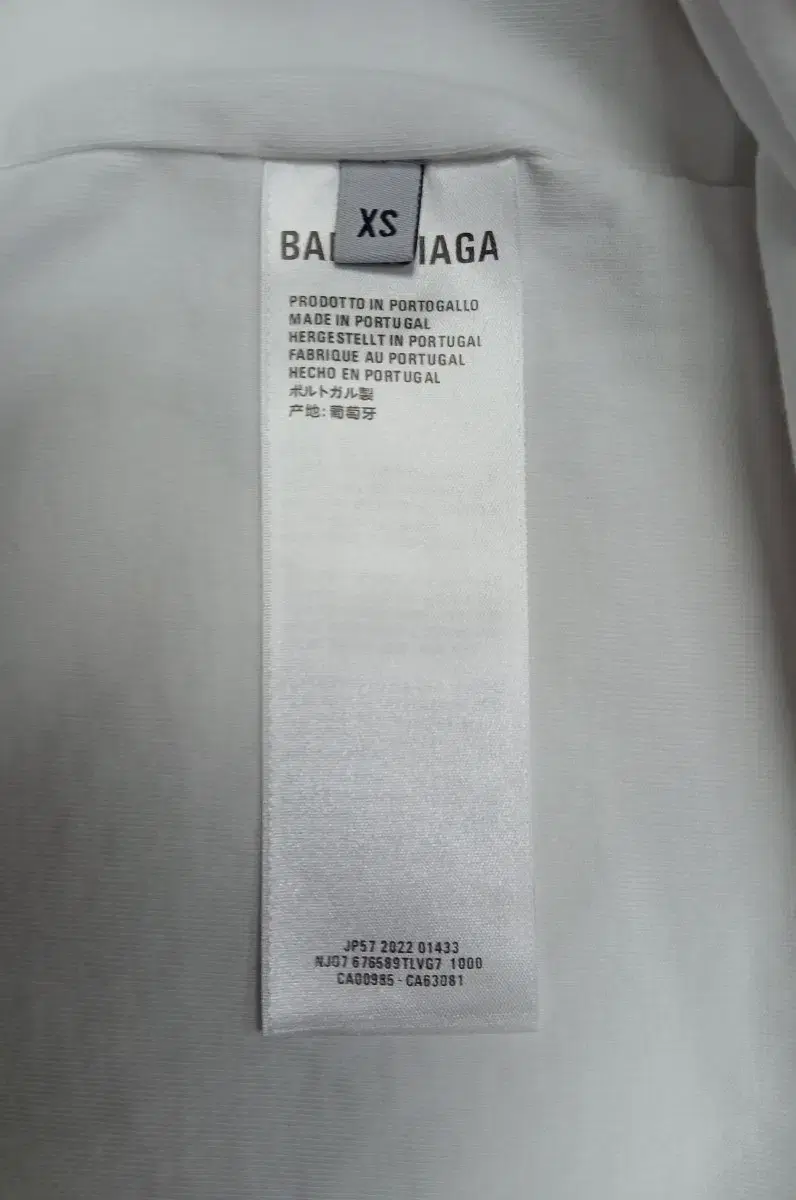 XS
BAL IAGA
PRODOTTO IN PORTOGALLO
MADE IN PORTUGAL
HERGESTELLT IN PORTUGAL
FABRIQUE AU PORTUGAL
HECHO EN PORTUGAL
ポルトガル製
产地：葡萄牙
JP57 2022 01433
NJ07 676589TLVG7 1000
CA00985 - CA63081